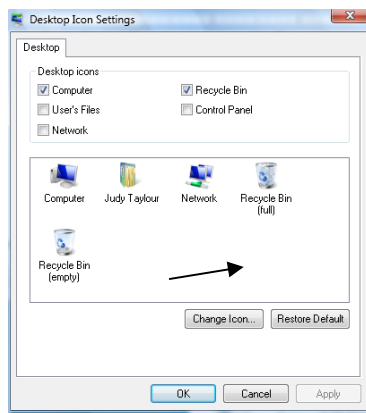 Desktop Icon Settings
Desktop
Desktop icons
Computer
Recycle Bin
User's Files
Control Panel
Network
Computer
Judy Taylour
Network
Recycle Bin
(full)
Recycle Bin
(empty)
Change Icon...
Restore Default
OK
Cancel
Apply